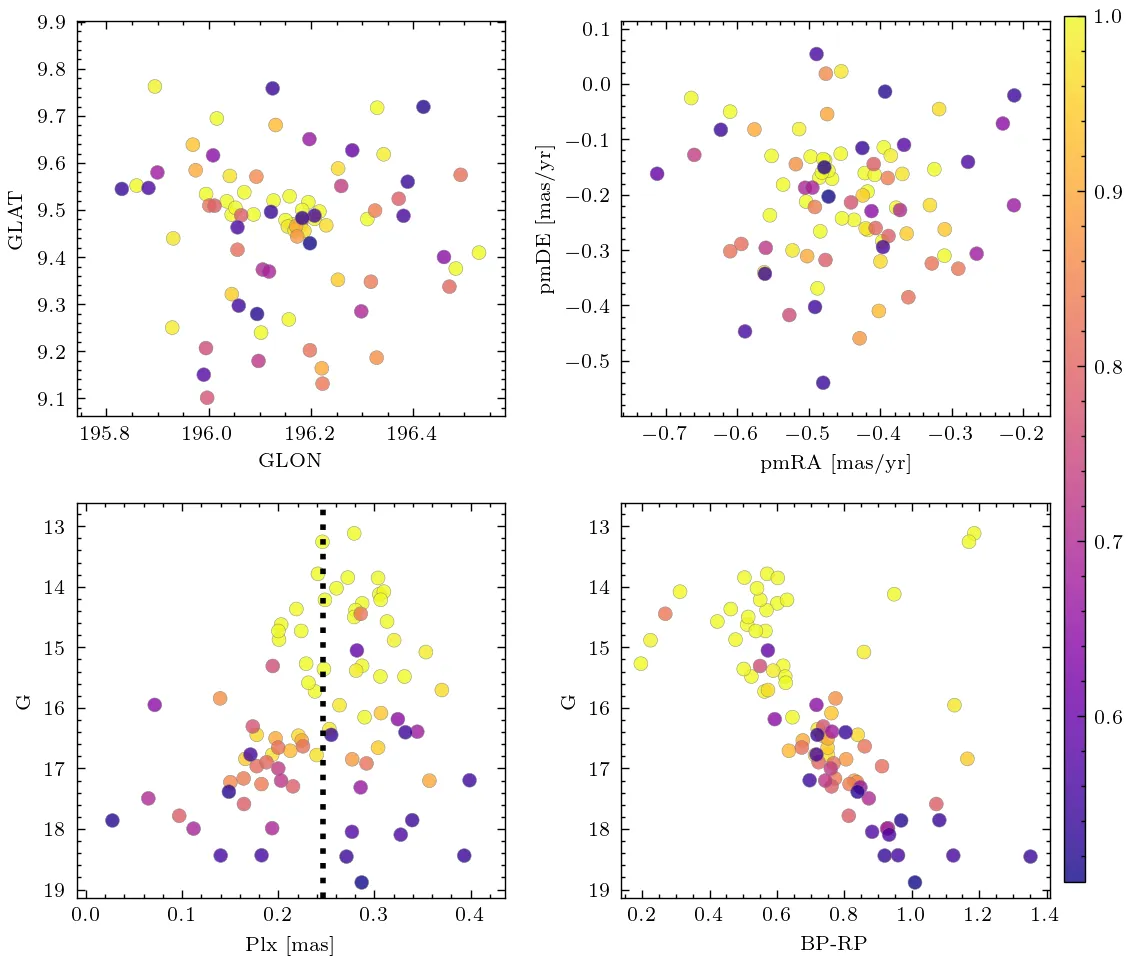 9.9
9.8
9.7
9.6
9.5
9.4
9.3
9.2
9.1
GLAT
195.8 196.0 196.2 196.4
GLON
0.1
0.0
−0.1
−0.2
−0.3
−0.4
−0.5
pmDE [mas/yr]
−0.7 −0.6 −0.5 −0.4 −0.3 −0.2
pmRA [mas/yr]
13
14
15
16
17
18
19
G
0.0 0.1 0.2 0.3 0.4
Plx [mas]
13
14
15
16
17
18
19
G
0.2 0.4 0.6 0.8 1.0 1.2 1.4
BP-RP
1.0
0.9
0.8
0.7
0.6